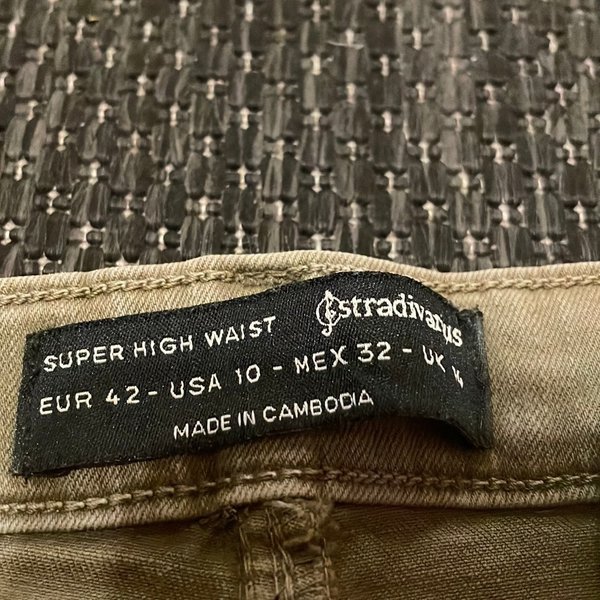 stradivarius
SUPER HIGH WAIST
EUR 42 - USA 10 - MEX 32 - UK 14
MADE IN CAMBODIA